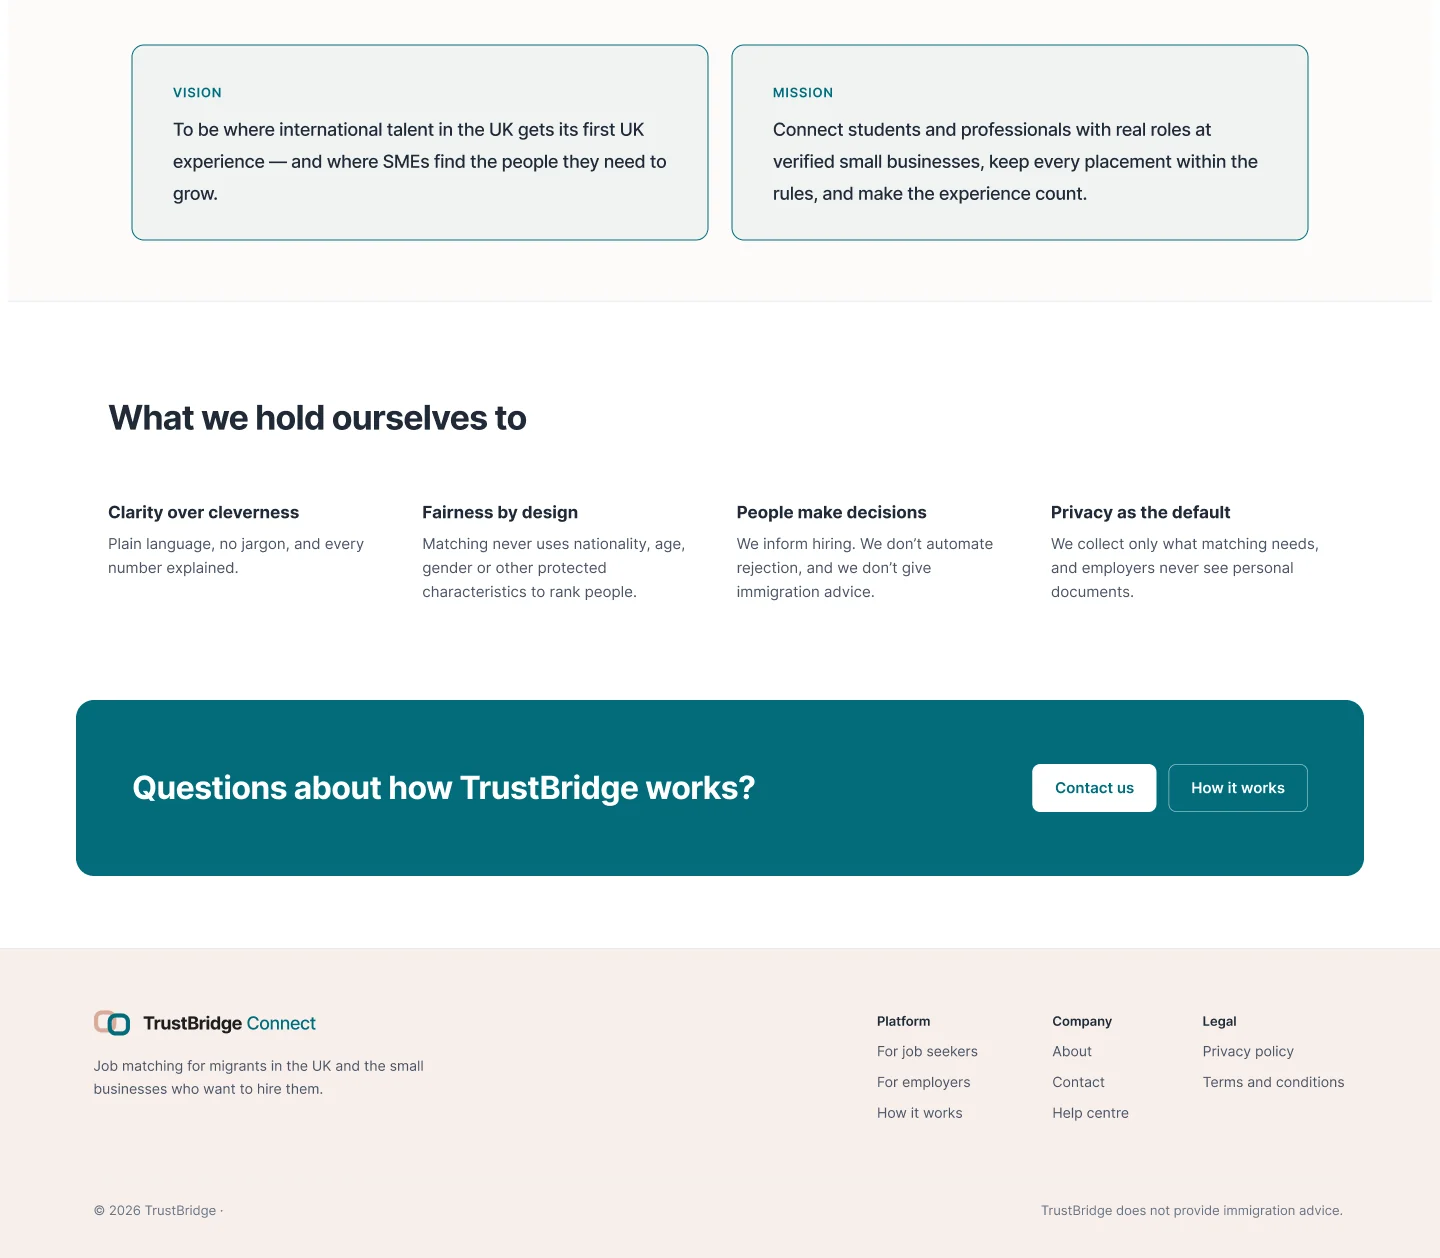 VISION
To be where international talent in the UK gets its first UK
experience — and where SMEs find the people they need to
grow.
MISSION
Connect students and professionals with real roles at
verified small businesses, keep every placement within the
rules, and make the experience count.
What we hold ourselves to
Clarity over cleverness
Plain language, no jargon, and every
number explained.
Fairness by design
Matching never uses nationality, age,
gender or other protected
characteristics to rank people.
People make decisions
We inform hiring. We don’t automate
rejection, and we don’t give
immigration advice.
Privacy as the default
We collect only what matching needs,
and employers never see personal
documents.
Questions about how TrustBridge works?
Contact us
How it works
TrustBridge Connect
Job matching for migrants in the UK and the small
businesses who want to hire them.
Platform
For job seekers
For employers
How it works
Company
About
Contact
Help centre
Legal
Privacy policy
Terms and conditions
© 2026 TrustBridge ·
TrustBridge does not provide immigration advice.